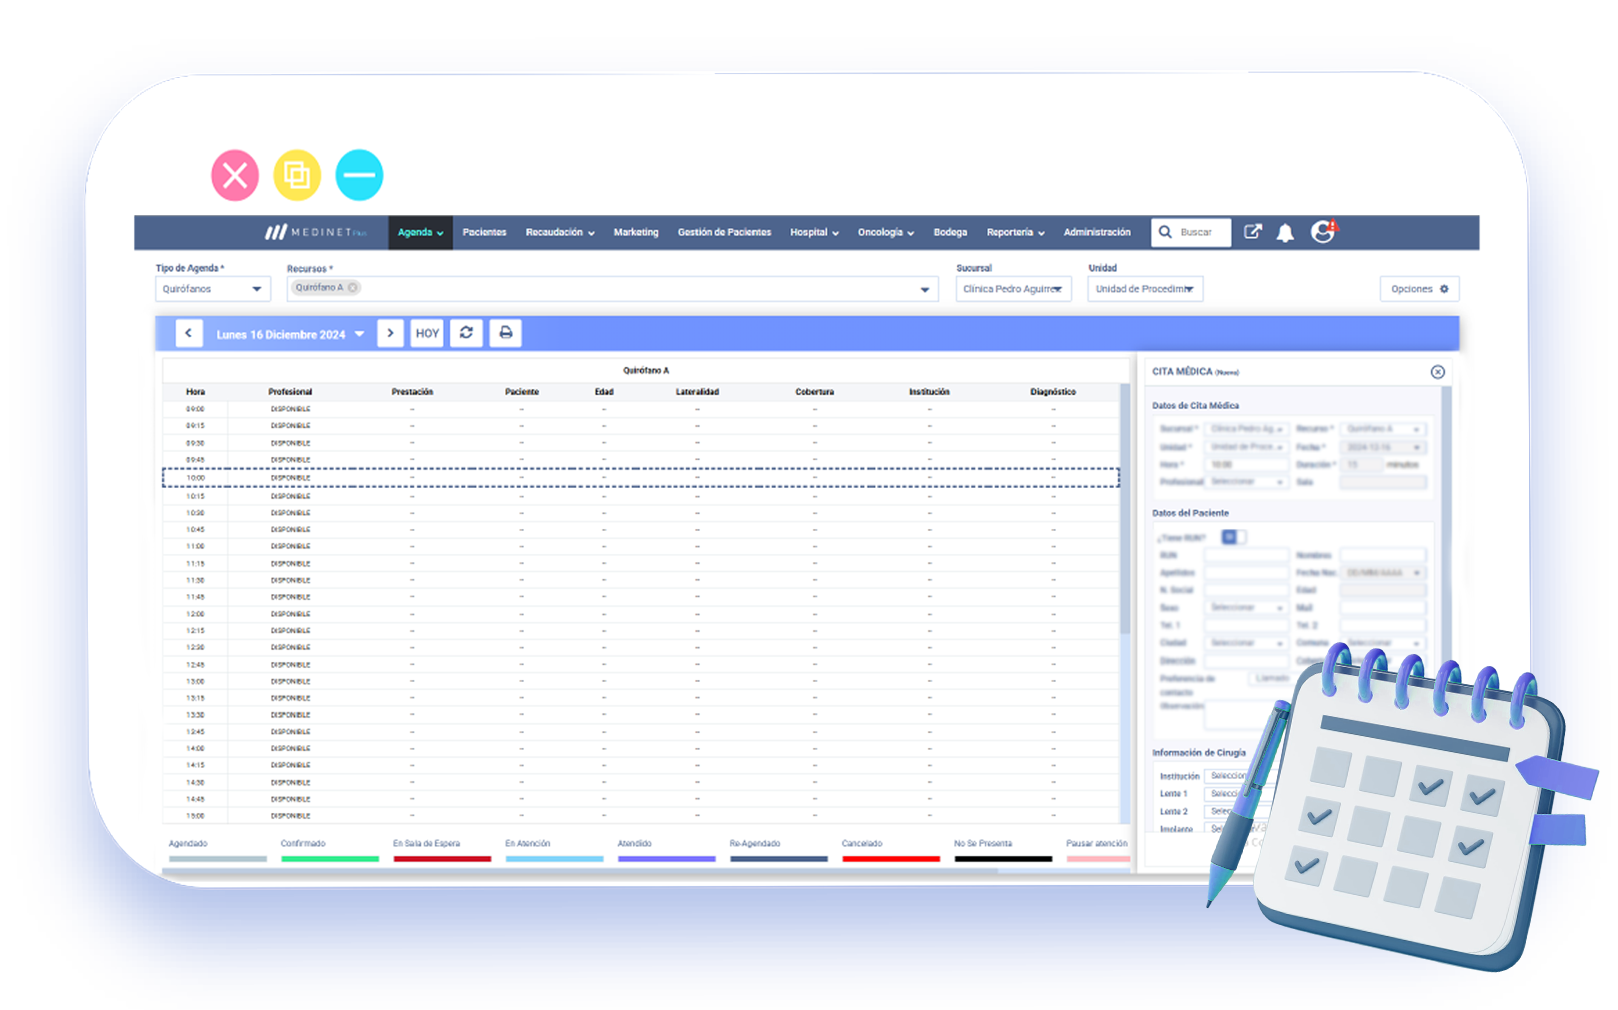 MEDINET Plus Agenda Pacientes Recaudación Marketing Gestión de Pacientes Hospital Oncología Bodega Reportería Administración Buscar
Tipo de Agenda * Recursos * Sucursal Unidad
Quirófanos Quirófano A Clínica Pedro Aguirre Unidad de Procedimie Opciones
Lunes 16 Diciembre 2024 HOY
Quirófano A
Hora Profesional Prestación Paciente Edad Lateralidad Cobertura Institución Diagnóstico
09:00 DISPONIBLE – – – – – – –
09:15 DISPONIBLE – – – – – – –
09:30 DISPONIBLE – – – – – – –
09:45 DISPONIBLE – – – – – – –
10:00 DISPONIBLE – – – – – – –
10:15 DISPONIBLE – – – – – – –
10:30 DISPONIBLE – – – – – – –
10:45 DISPONIBLE – – – – – – –
11:00 DISPONIBLE – – – – – – –
11:15 DISPONIBLE – – – – – – –
11:30 DISPONIBLE – – – – – – –
11:45 DISPONIBLE – – – – – – –
12:00 DISPONIBLE – – – – – – –
12:15 DISPONIBLE – – – – – – –
12:30 DISPONIBLE – – – – – – –
12:45 DISPONIBLE – – – – – – –
13:00 DISPONIBLE – – – – – – –
13:15 DISPONIBLE – – – – – – –
13:30 DISPONIBLE – – – – – – –
13:45 DISPONIBLE – – – – – – –
14:00 DISPONIBLE – – – – – – –
14:15 DISPONIBLE – – – – – – –
14:30 DISPONIBLE – – – – – – –
14:45 DISPONIBLE – – – – – – –
15:00 DISPONIBLE – – – – – – –
Agendado Confirmado En Sala de Espera En Atención Atendido Re-Agendado Cancelado No Se Presenta Pausar atención
CITA MÉDICA (Nueva)
Datos de Cita Médica
Sucursal * Clínica Pedro Ag. Recurso * Quirófano A
Unidad * Unidad de Proce. Fecha * 2024-12-16
Hora * 10:00 Duración * 15 minutos
Profesional Seleccionar Sala
Datos del Paciente
¿Tiene RUN?
RUN Nombres
Apellidos Fecha Nac. DD/MM/AAAA
N. Social Edad
Sexo Seleccionar Mail
Tel. 1 Tel. 2
Ciudad Seleccionar Comuna Seleccionar
Dirección
Preferencia de
contacto
Observación
Información de Cirugía
Institución Seleccion
Lente 1 Selecci
Lente 2 Selec
Implante Se